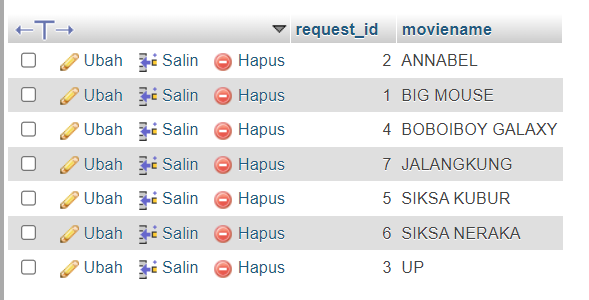 request_id moviename
Ubah Salin Hapus 2 ANNABEL
Ubah Salin Hapus 1 BIG MOUSE
Ubah Salin Hapus 4 BOBOIBOY GALAXY
Ubah Salin Hapus 7 JALANGKUNG
Ubah Salin Hapus 5 SIKSA KUBUR
Ubah Salin Hapus 6 SIKSA NERAKA
Ubah Salin Hapus 3 UP